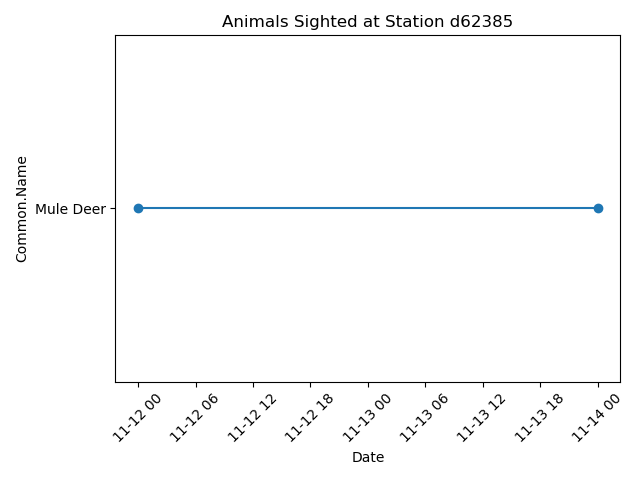 Animals Sighted at Station d62385
Common.Name
Mule Deer
11-12 00
11-12 06
11-12 12
11-12 18
11-13 00
11-13 06
11-13 12
11-13 18
11-14 00
Date